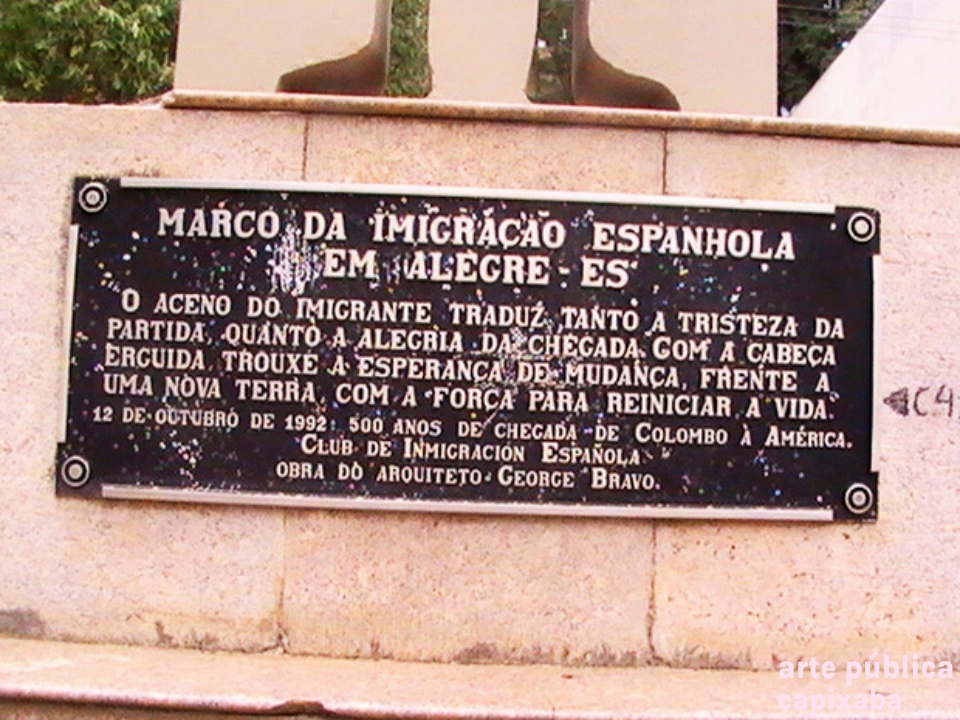 MARCO DA IMIGRAÇÃO ESPANHOLA
EM ALEGRE - ES
O ACENO DO IMIGRANTE TRADUZ TANTO A TRISTEZA DA
PARTIDA, QUANTO A ALEGRIA DA CHEGADA. COM A CABEÇA
ERGUIDA, TROUXE A ESPERANÇA DE MUDANÇA, FRENTE A
UMA NOVA TERRA, COM A FORÇA PARA REINICIAR A VIDA.
12 DE OUTUBRO DE 1992: 500 ANOS DE CHEGADA DE COLOMBO À AMÉRICA.
CLUB DE INMIGRACIÓN ESPAÑOLA
OBRA DO ARQUITETO GEORGE BRAVO.
arte pública
capixaba